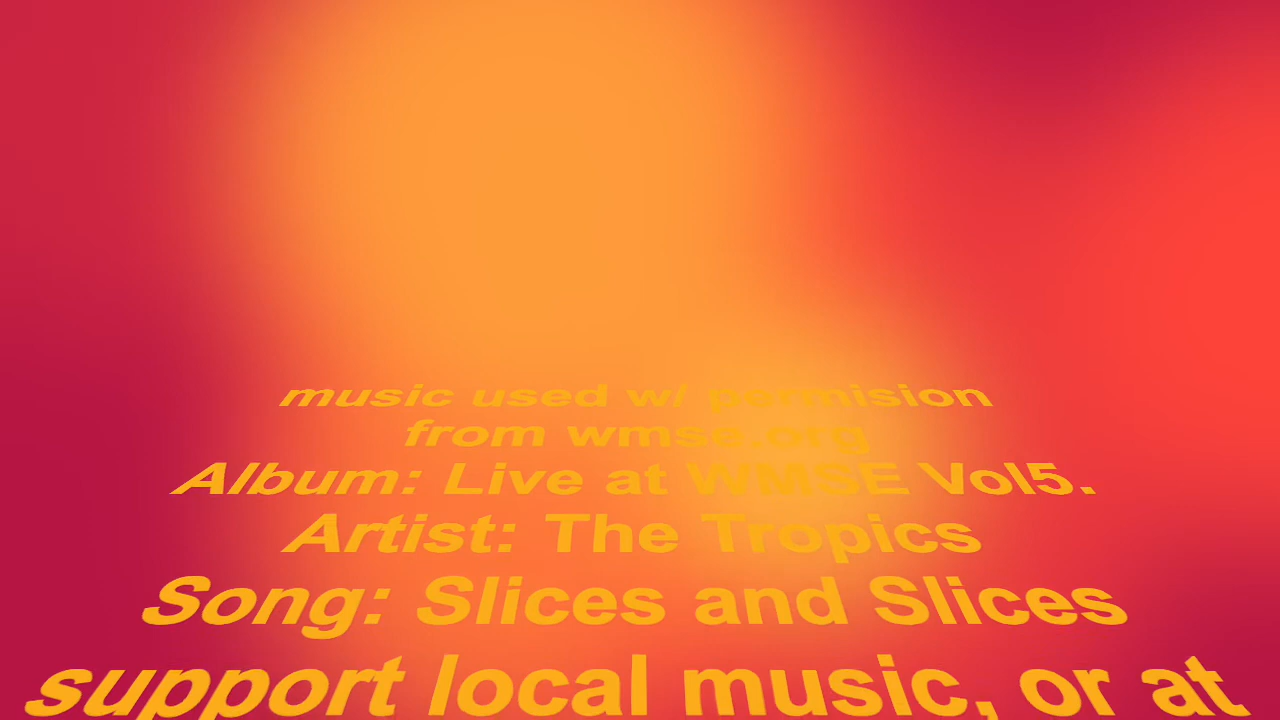 music used w/ permision
from wmse.org
Album: Live at WMSE Vol5.
Artist: The Tropics
Song: Slices and Slices
support local music, or at